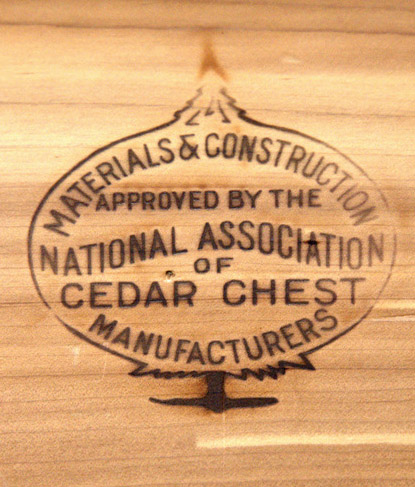 MATERIALS & CONSTRUCTION
APPROVED BY THE
NATIONAL ASSOCIATION
OF
CEDAR CHEST
MANUFACTURERS